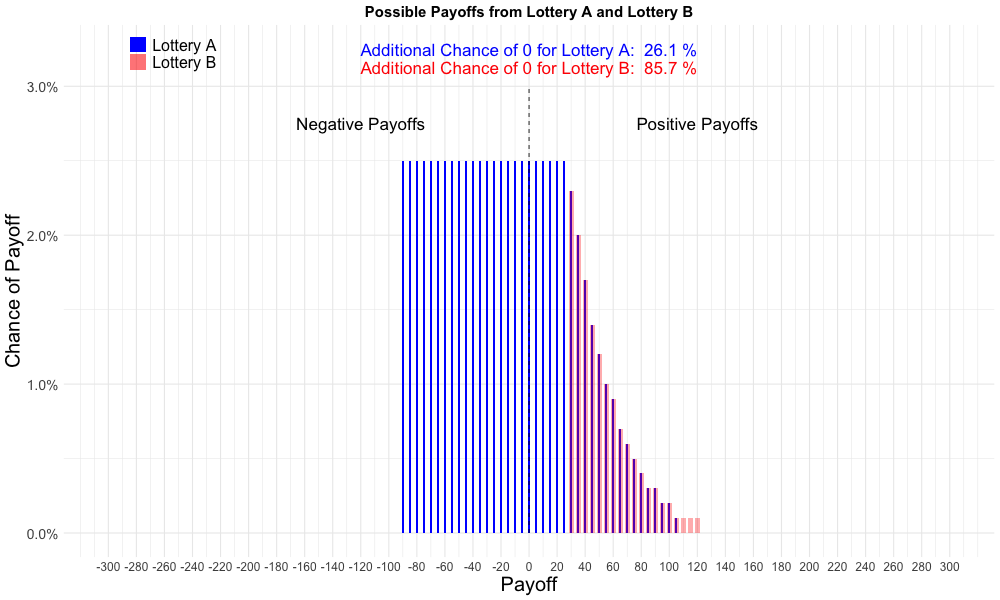 Possible Payoffs from Lottery A and Lottery B
Lottery A
Lottery B
Additional Chance of 0 for Lottery A: 26.1 %
Additional Chance of 0 for Lottery B: 85.7 %
Negative Payoffs
Positive Payoffs
3.0%
2.0%
1.0%
0.0%
Chance of Payoff
-300 -280 -260 -240 -220 -200 -180 -160 -140 -120 -100 -80 -60 -40 -20 0 20 40 60 80 100 120 140 160 180 200 220 240 260 280 300
Payoff